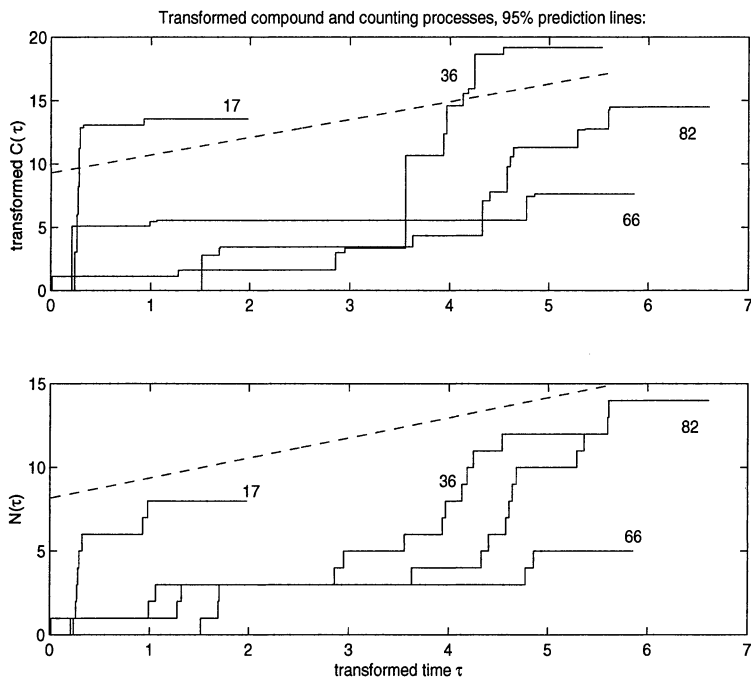 Transformed compound and counting processes, 95% prediction lines:
20
15
10
5
0
transformed C(τ)
17
36
82
66
0 1 2 3 4 5 6 7
15
10
5
0
N(τ)
17
36
82
66
0 1 2 3 4 5 6 7
transformed time τ